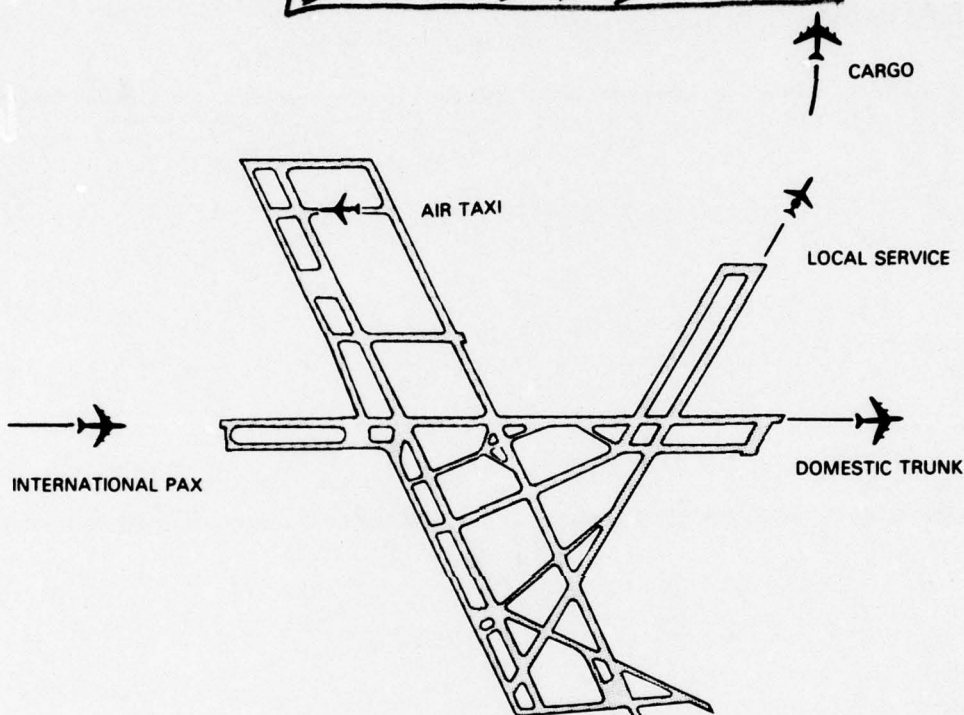 CARGO
AIR TAXI
LOCAL SERVICE
INTERNATIONAL PAX
DOMESTIC TRUNK